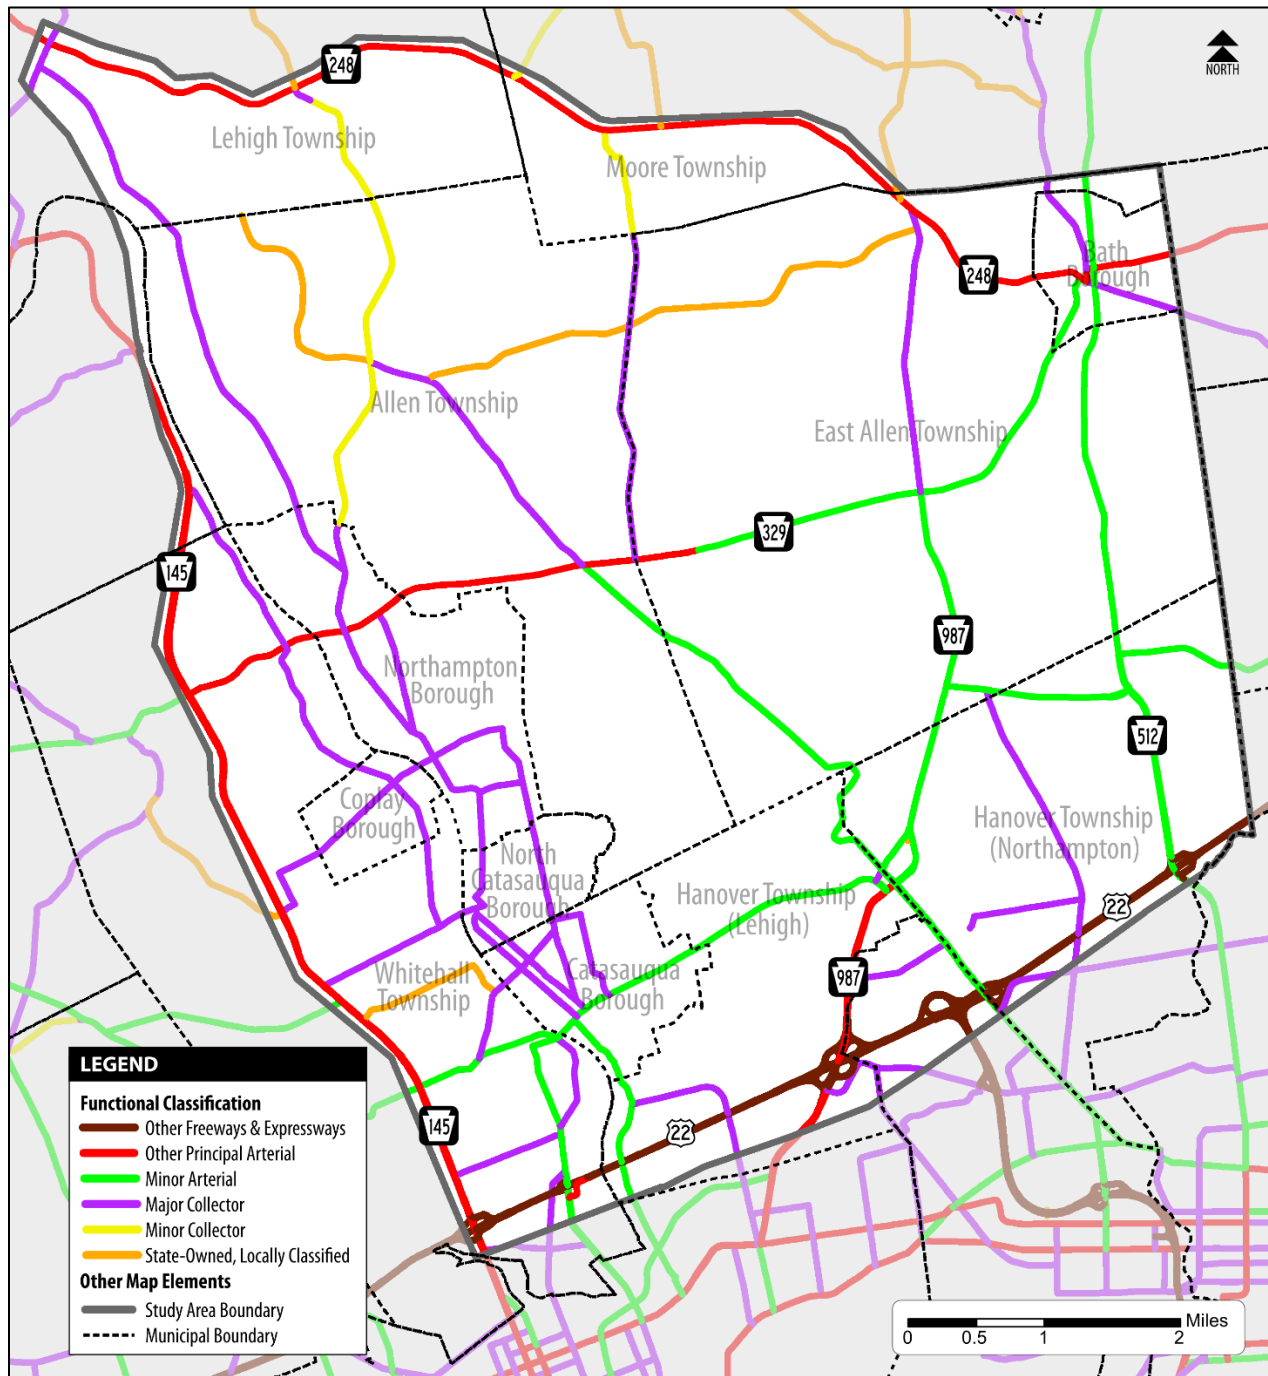 248
NORTH
Lehigh Township
Moore Township
248
Bath
Borough
Allen Township
East Allen Township
329
145
987
Northampton
Borough
512
Coplay
Borough
Hanover Township
(Northampton)
North
Catasauqua
Borough
Hanover Township
(Lehigh)
22
Whitehall
Township
Catasauqua
Borough
987
145
22
LEGEND
Functional Classification
Other Freeways & Expressways
Other Principal Arterial
Minor Arterial
Major Collector
Minor Collector
State-Owned, Locally Classified
Other Map Elements
Study Area Boundary
Municipal Boundary
Miles
0 0.5 1 2